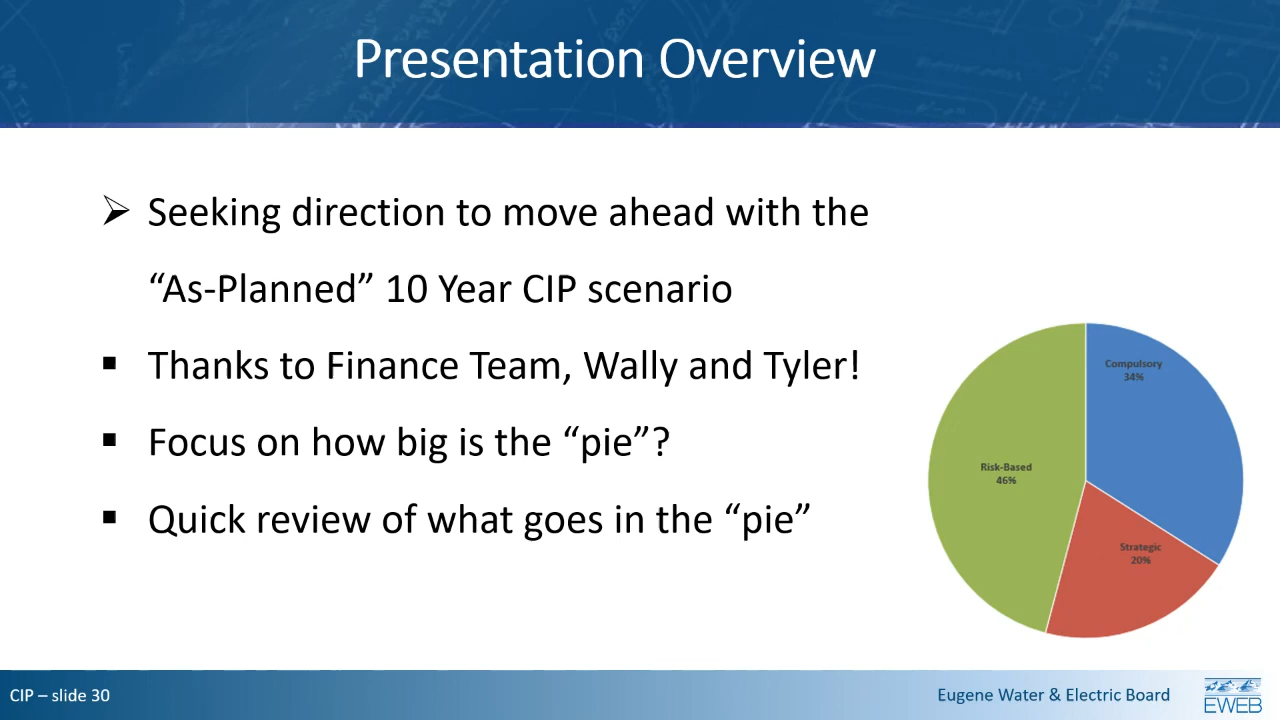 Presentation Overview
➢ Seeking direction to move ahead with the
“As-Planned” 10 Year CIP scenario
▪ Thanks to Finance Team, Wally and Tyler!
▪ Focus on how big is the “pie”?
▪ Quick review of what goes in the “pie”
Compulsory
34%
Risk-Based
46%
Strategic
20%
CIP – slide 30
Eugene Water & Electric Board
EWEB